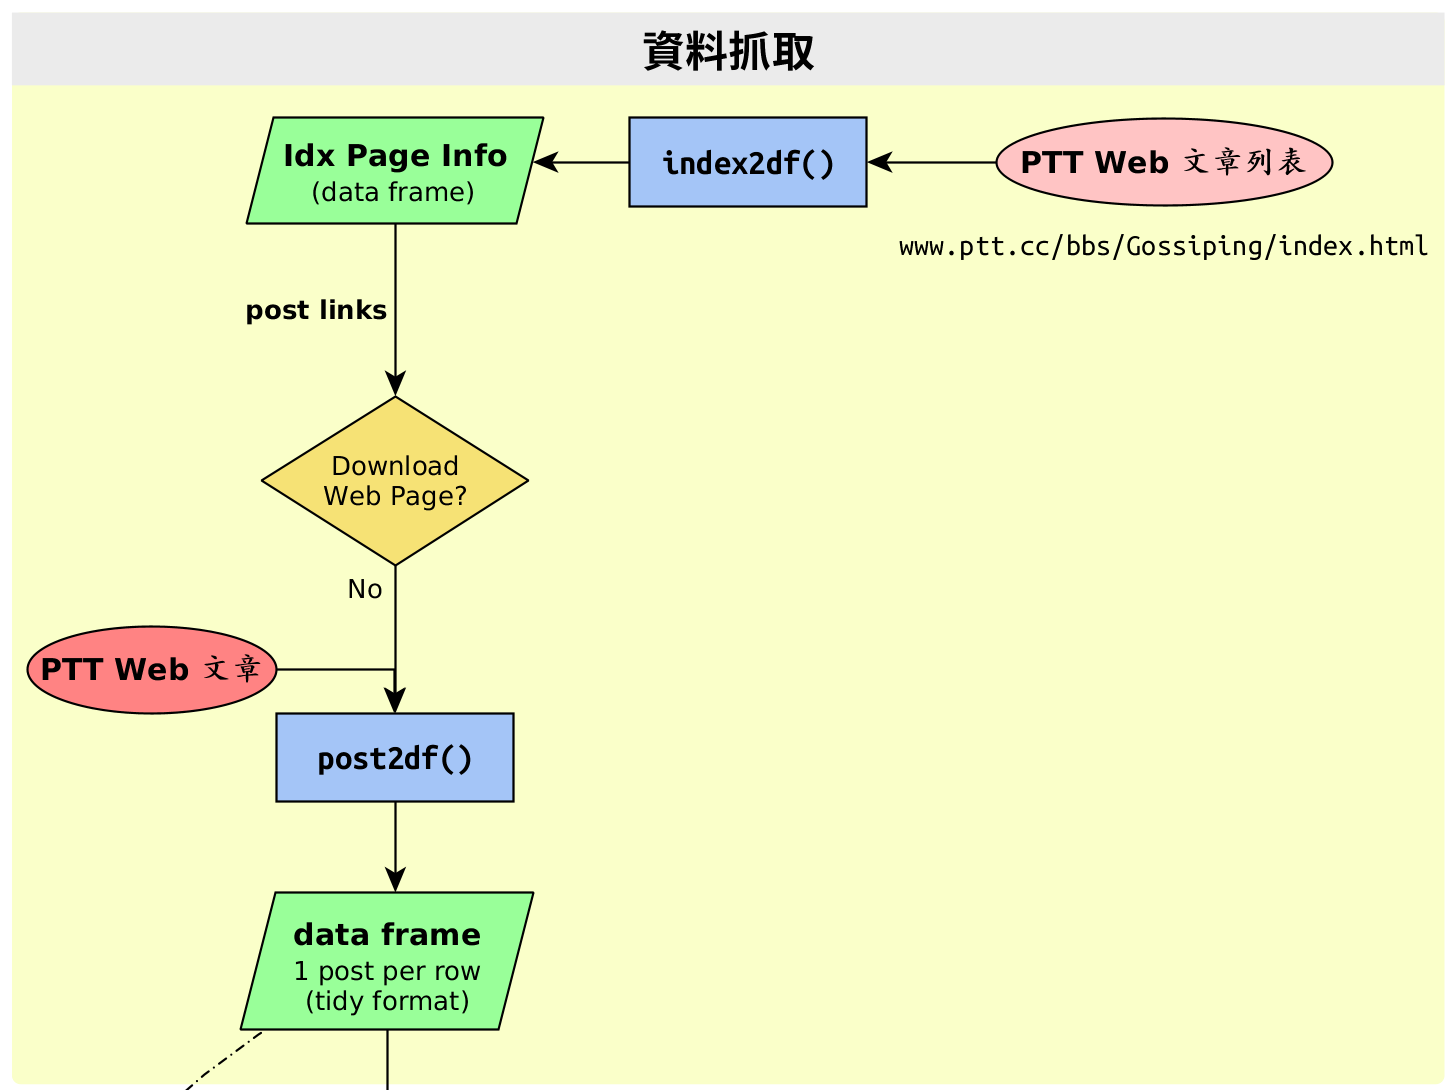 資料抓取
Idx Page Info
(data frame)
index2df()
PTT Web 文章列表
www.ptt.cc/bbs/Gossiping/index.html
post links
Download
Web Page?
No
PTT Web 文章
post2df()
data frame
1 post per row
(tidy format)